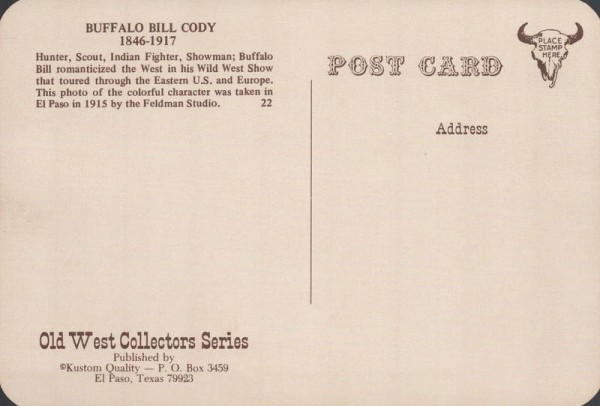 BUFFALO BILL CODY
1846-1917
Hunter, Scout, Indian Fighter, Showman; Buffalo
Bill romanticized the West in his Wild West Show
that toured through the Eastern U.S. and Europe.
This photo of the colorful character was taken in
El Paso in 1915 by the Feldman Studio. 22
POST CARD
PLACE
STAMP
HERE
Address
Old West Collectors Series
Published by
©Kustom Quality — P. O. Box 3459
El Paso, Texas 79923